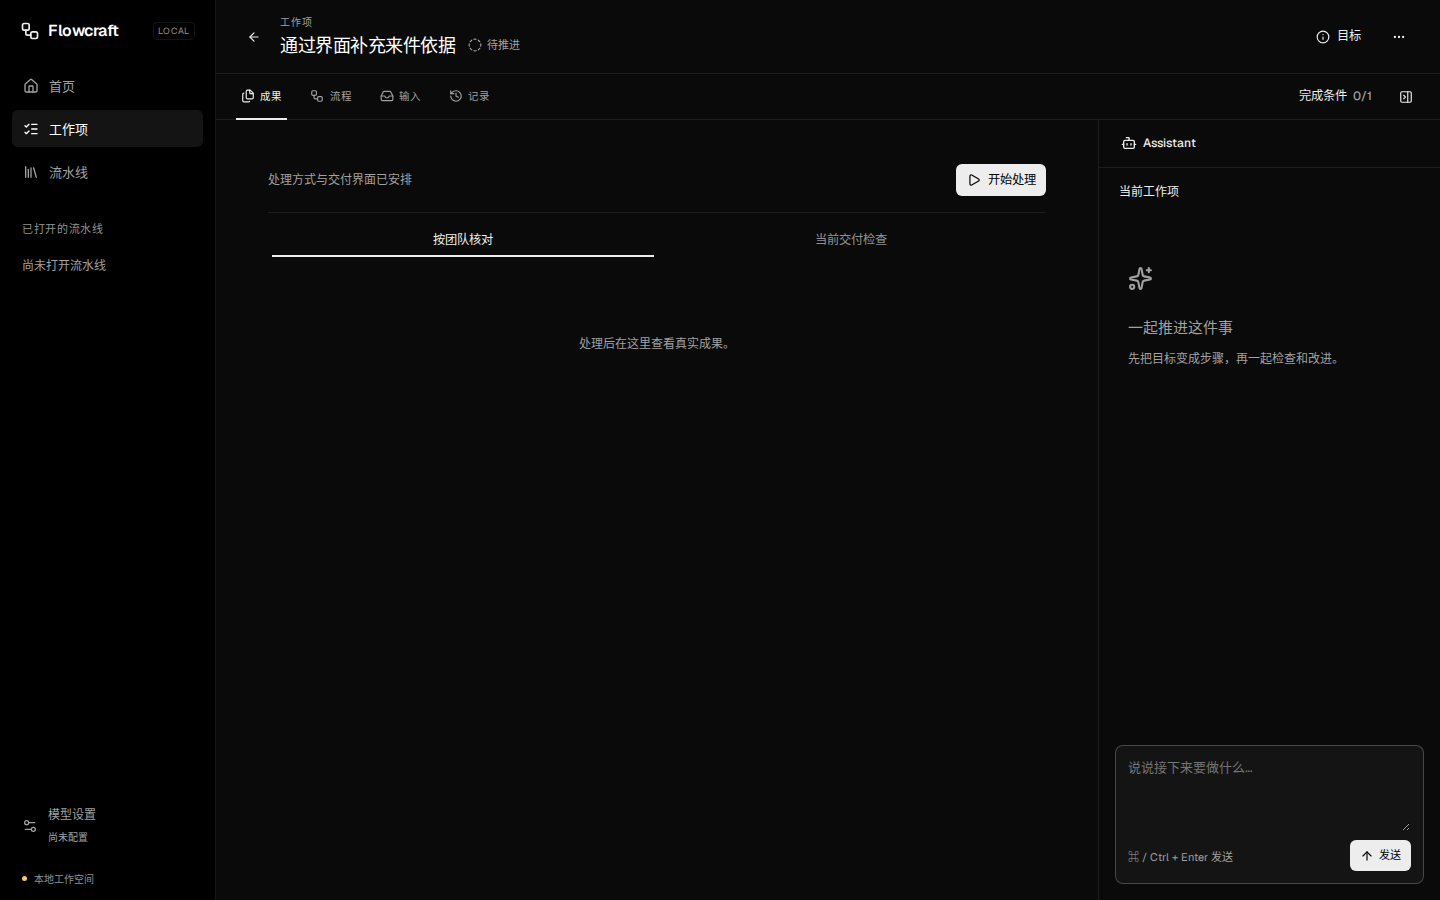 Flowcraft
LOCAL
首页
工作项
流水线
已打开的流水线
尚未打开流水线
模型设置
尚未配置
本地工作空间
工作项
通过界面补充来件依据
待推进
目标
成果
流程
输入
记录
完成条件 0/1
处理方式与交付界面已安排
开始处理
按团队核对
当前交付检查
处理后在这里查看真实成果。
Assistant
当前工作项
一起推进这件事
先把目标变成步骤，再一起检查和改进。
说说接下来要做什么...
⌘ / Ctrl + Enter 发送
发送